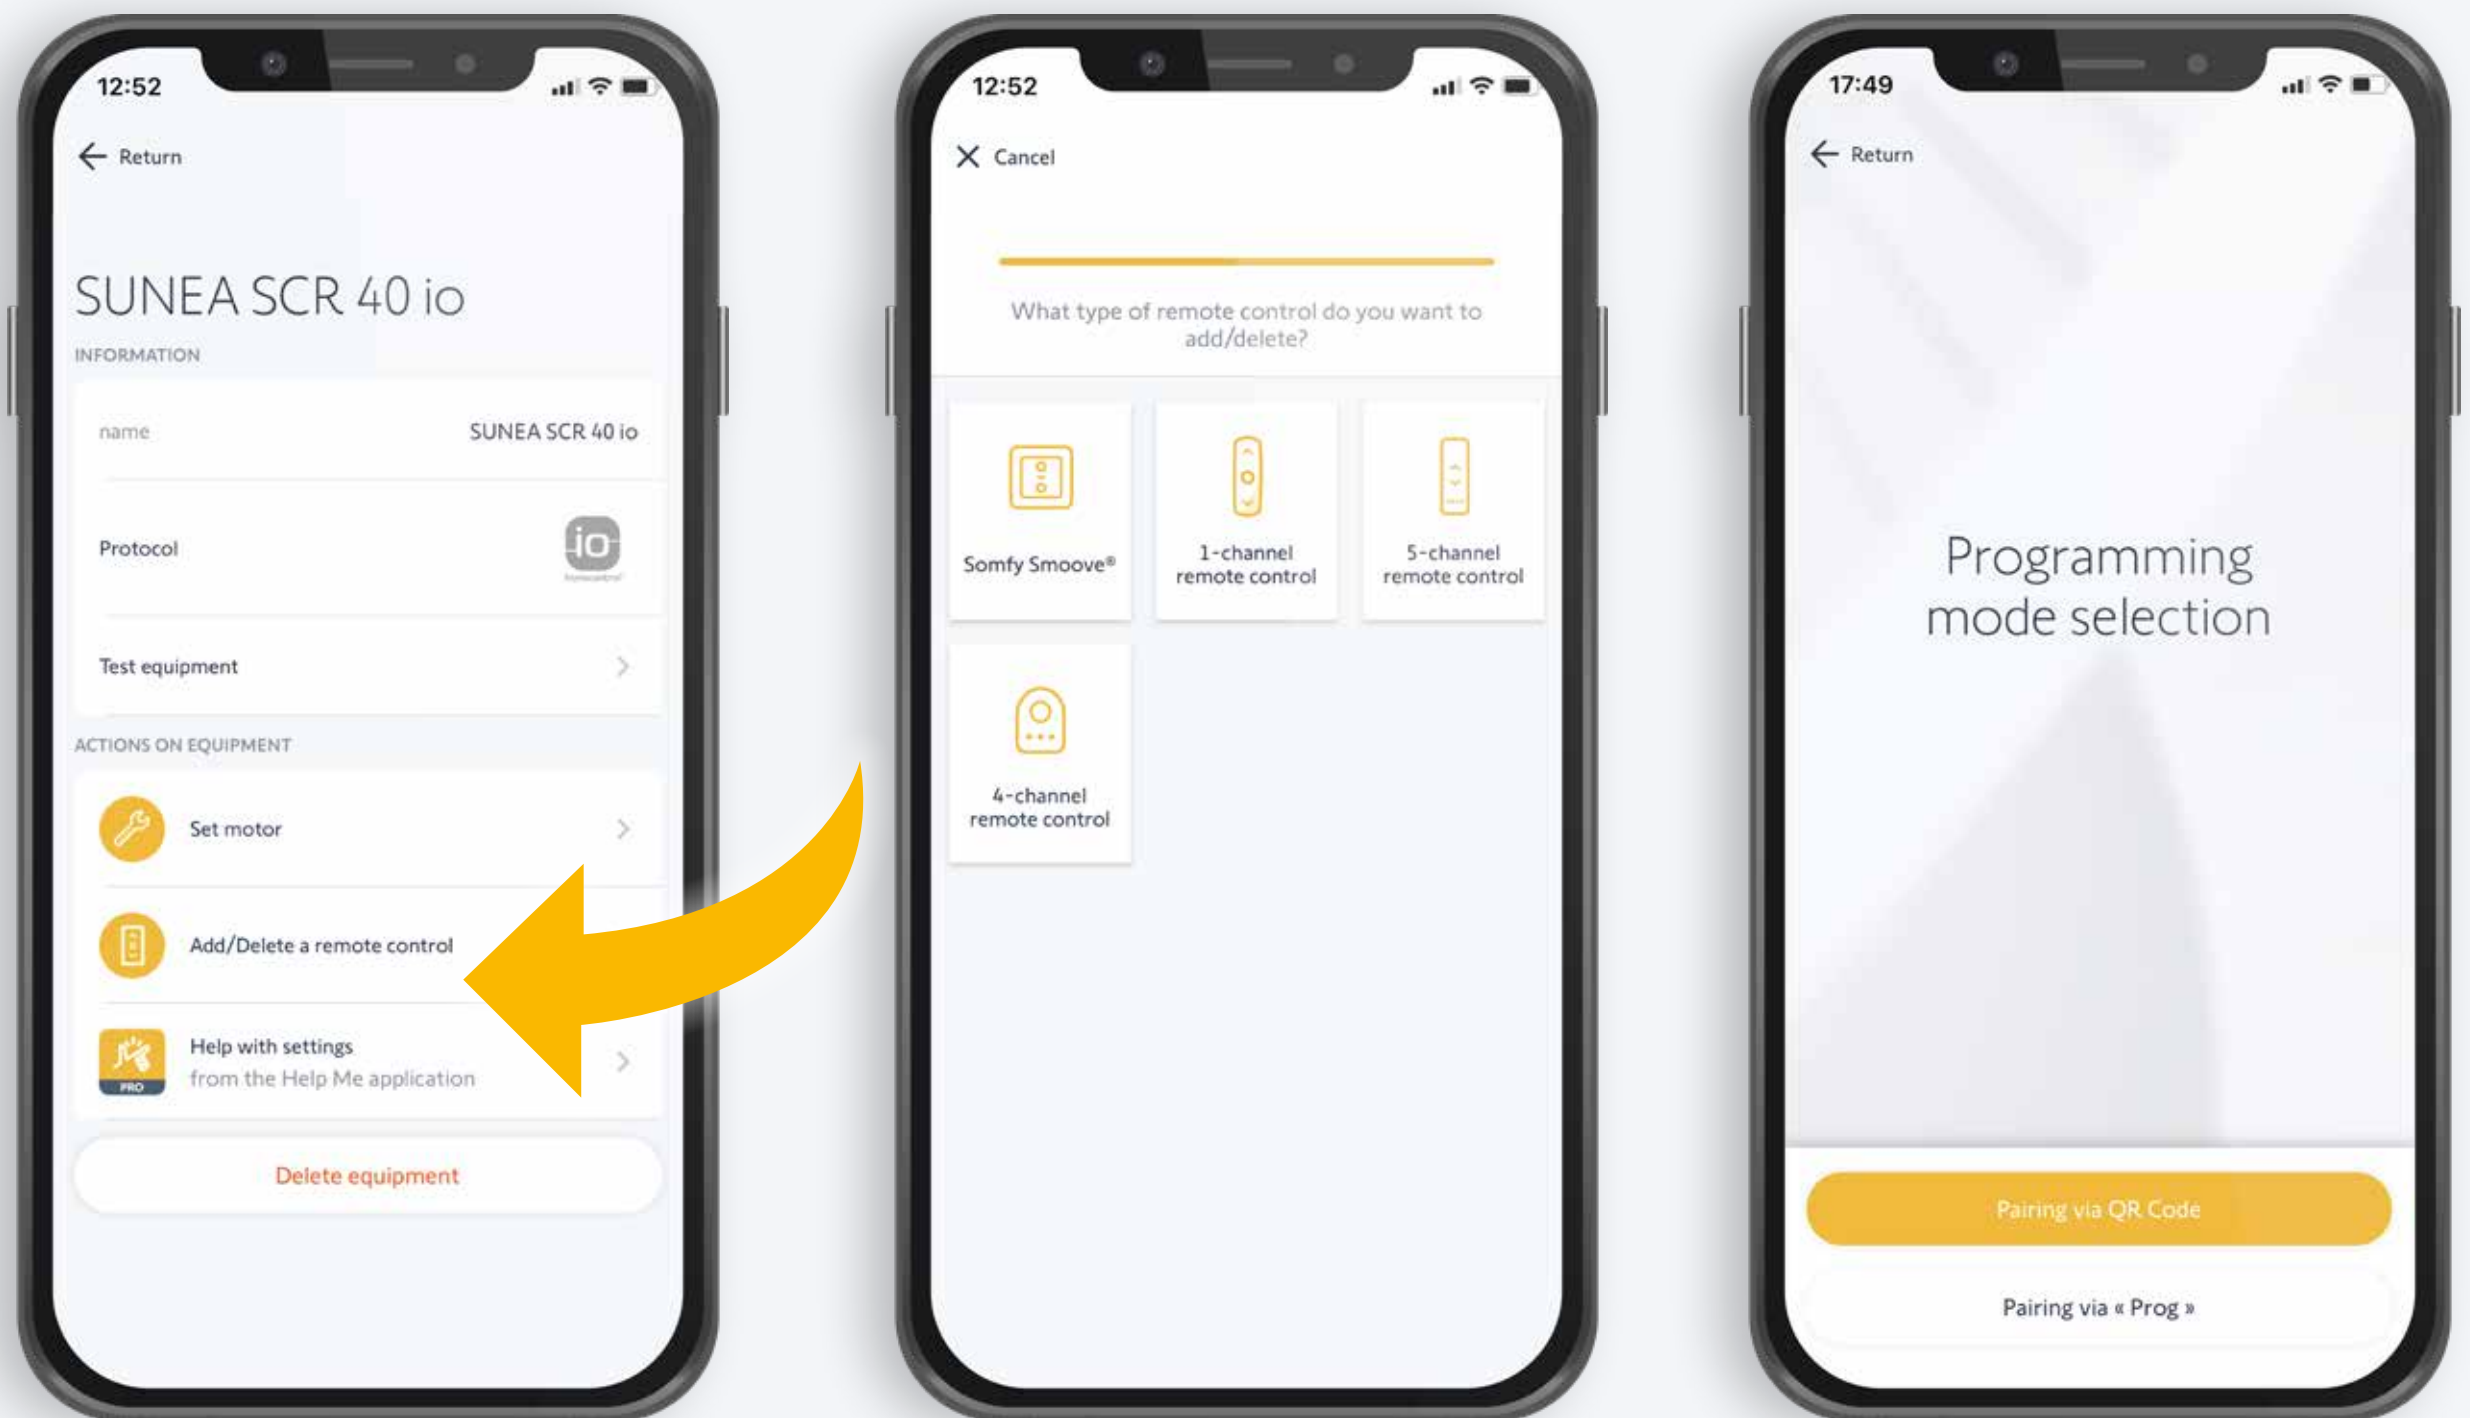 12:52
Return
SUNEA SCR 40 io
INFORMATION
name
SUNEA SCR 40 io
Protocol
io
Test equipment
ACTIONS ON EQUIPMENT
Set motor
Add/Delete a remote control
PRO
Help with settings
from the Help Me application
Delete equipment
12:52
Cancel
What type of remote control do you want to
add/delete?
Somfy Smoove®
1-channel
remote control
5-channel
remote control
4-channel
remote control
17:49
Return
Programming
mode selection
Pairing via QR Code
Pairing via « Prog »